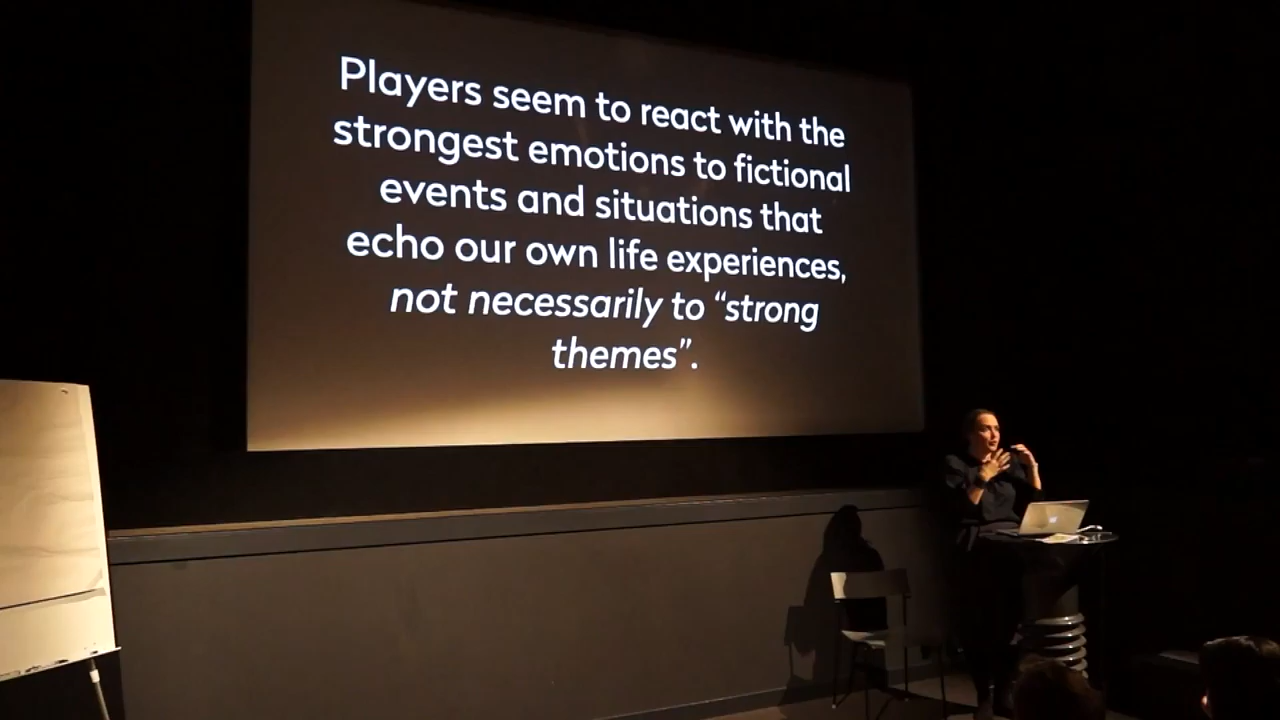 Players seem to react with the
strongest emotions to fictional
events and situations that
echo our own life experiences,
not necessarily to “strong
themes”.